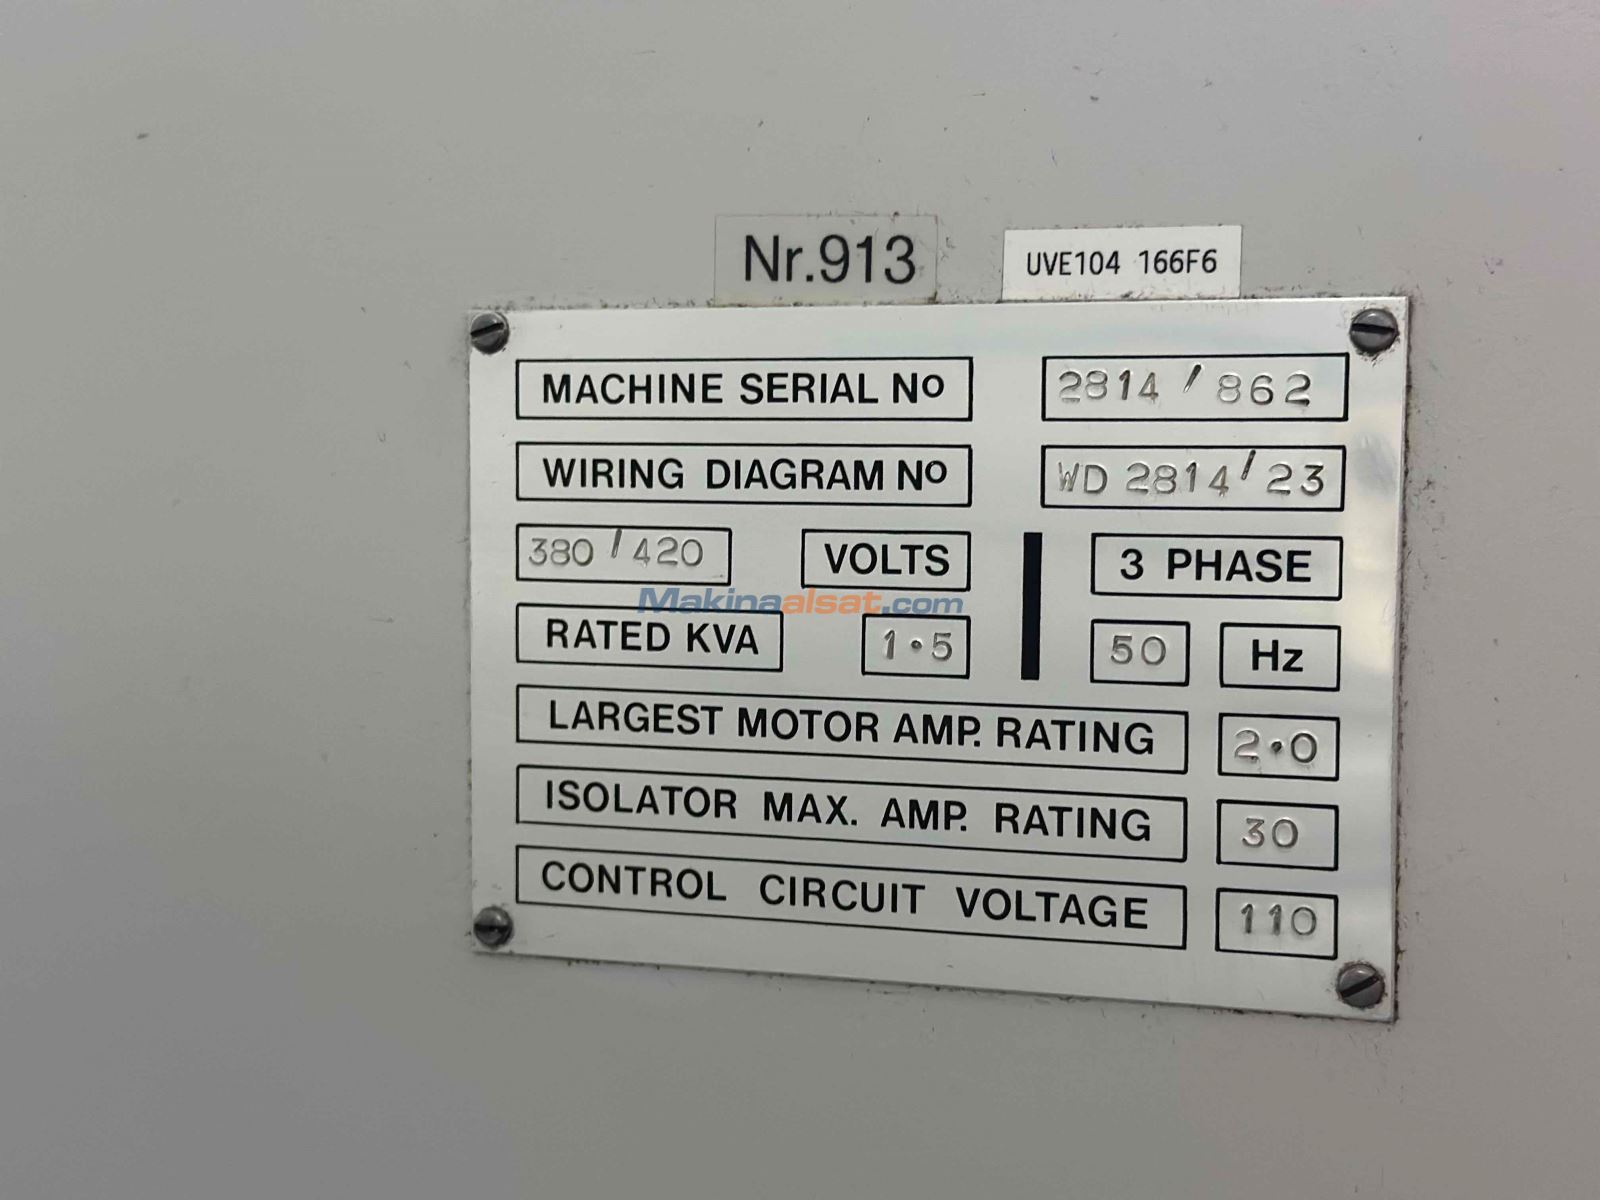 Nr.913
UVE104 166F6
MACHINE SERIAL No 2814 / 862
WIRING DIAGRAM No WD 2814/23
380/420 VOLTS 3 PHASE
Makinaalsat.com
RATED KVA 1·5 50 Hz
LARGEST MOTOR AMP. RATING 2·0
ISOLATOR MAX. AMP. RATING 30
CONTROL CIRCUIT VOLTAGE 110